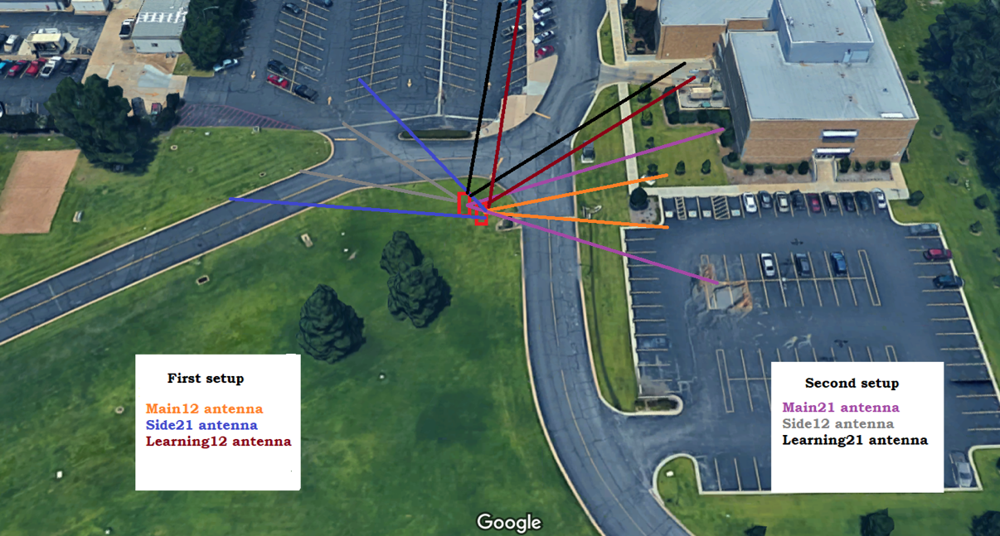 First setup
Main12 antenna
Side21 antenna
Learning12 antenna
Second setup
Main21 antenna
Side12 antenna
Learning21 antenna
Google